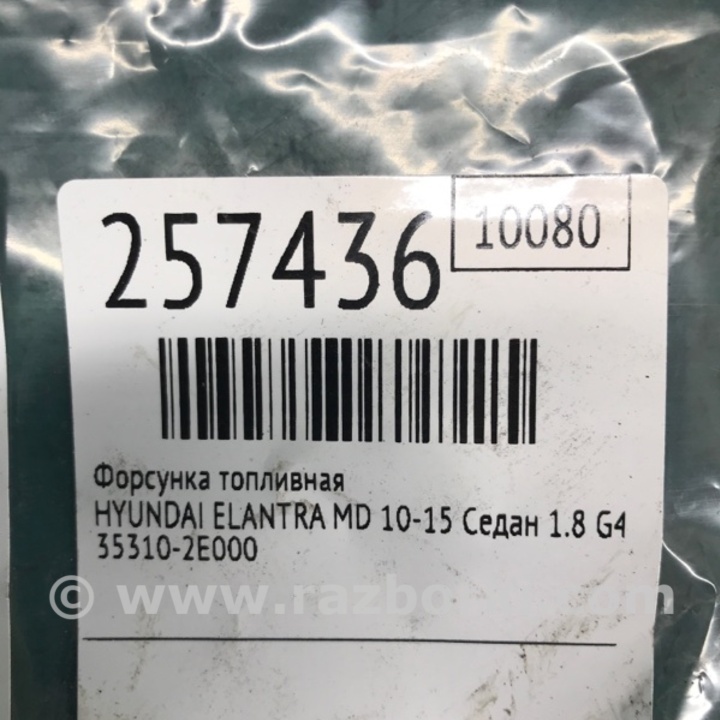 257436
10080
Форсунка топливная
HYUNDAI ELANTRA MD 10-15 Седан 1.8 G4
35310-2E000